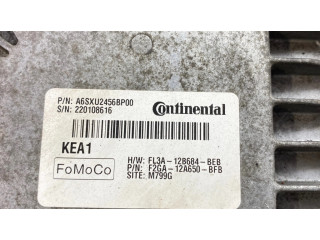 P/N: A6SXU2456BP00
S/N: 220108616
Continental
KEA1
FoMoCo
H/W: FL3A-12B684-BEB
P/N: F2GA-12A650-BFB
SITE: M799G